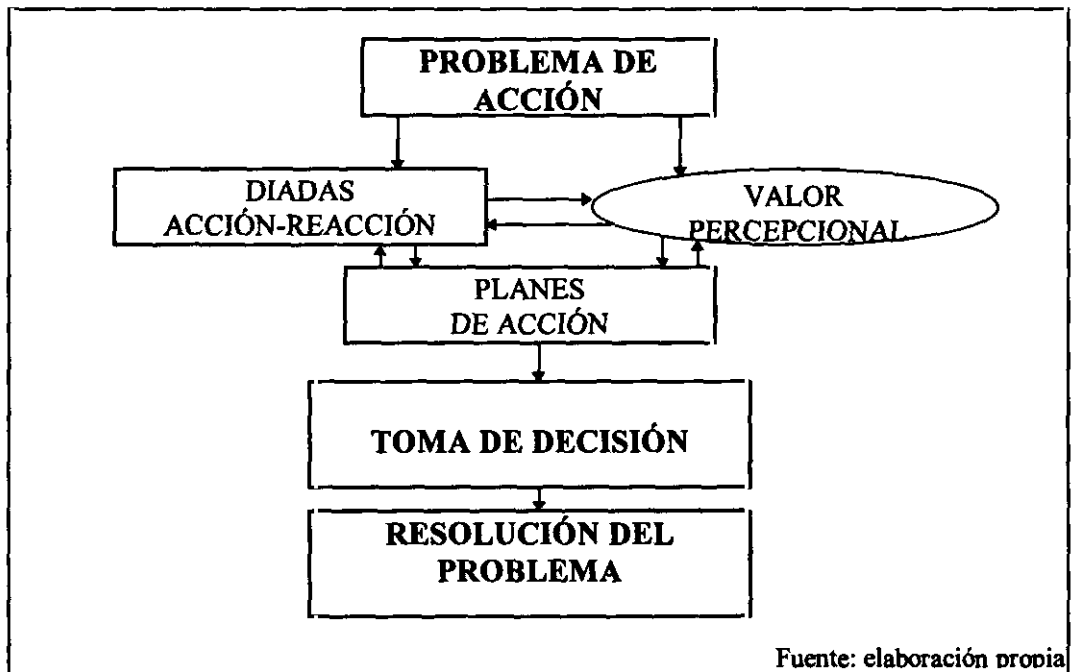 PROBLEMA DE
ACCIÓN
DIADAS
ACCIÓN-REACCIÓN
VALOR
PERCEPCIONAL
PLANES
DE ACCIÓN
TOMA DE DECISIÓN
RESOLUCIÓN DEL
PROBLEMA
Fuente: elaboración propia